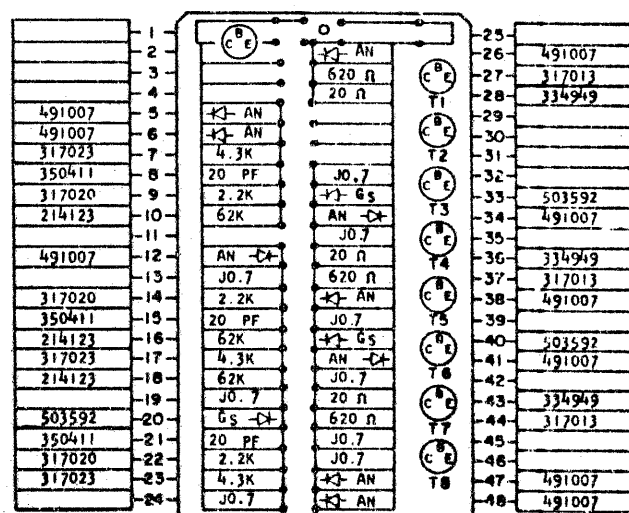 1 C B E 25
2 AN 26 491007
3 620 Ω C B E 27 317013
4 20 Ω T1 28 334949
491007 5 AN 29
491007 6 AN C B E 30
317023 7 4.3K T2 31
350411 8 20 PF J0.7 C B E 32
317020 9 2.2K GS T3 33 503592
214123 10 62K AN 34 491007
11 J0.7 C B E 35
491007 12 AN 20 Ω T4 36 334949
13 J0.7 620 Ω 37 317013
317020 14 2.2K AN C B E 38 491007
350411 15 20 PF J0.7 T5 39
214123 16 62K GS C B E 40 503592
317023 17 4.3K AN T6 41 491007
214123 18 62K J0.7 42
19 J0.7 20 Ω C B E 43 334949
503592 20 GS 620 Ω T7 44 317013
350411 21 20 PF J0.7 45
317020 22 2.2K J0.7 C B E 46
317023 23 4.3K AN T8 47 491007
24 J0.7 AN 48 491007